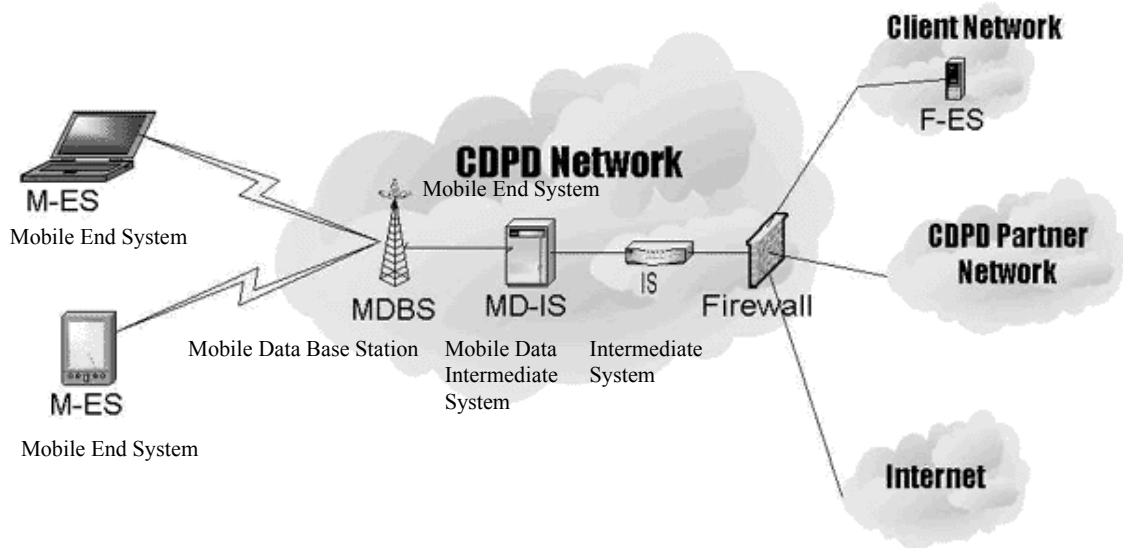 Client Network
F-ES
CDPD Network
Mobile End System
M-ES
Mobile End System
CDPD Partner
Network
MDBS
MD-IS
IS
Firewall
Mobile Data Base Station
Mobile Data
Intermediate
System
Intermediate
System
M-ES
Mobile End System
Internet